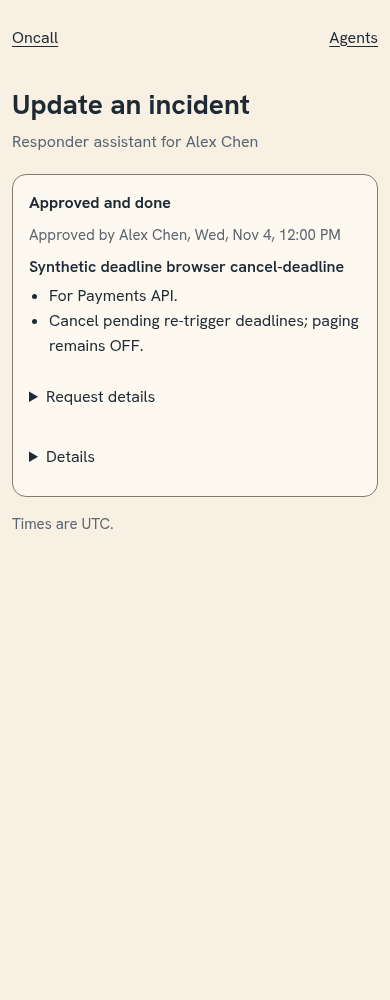 Oncall
Agents
Update an incident
Responder assistant for Alex Chen
Approved and done
Approved by Alex Chen, Wed, Nov 4, 12:00 PM
Synthetic deadline browser cancel-deadline
• For Payments API.
• Cancel pending re-trigger deadlines; paging
remains OFF.
▶ Request details
▶ Details
Times are UTC.